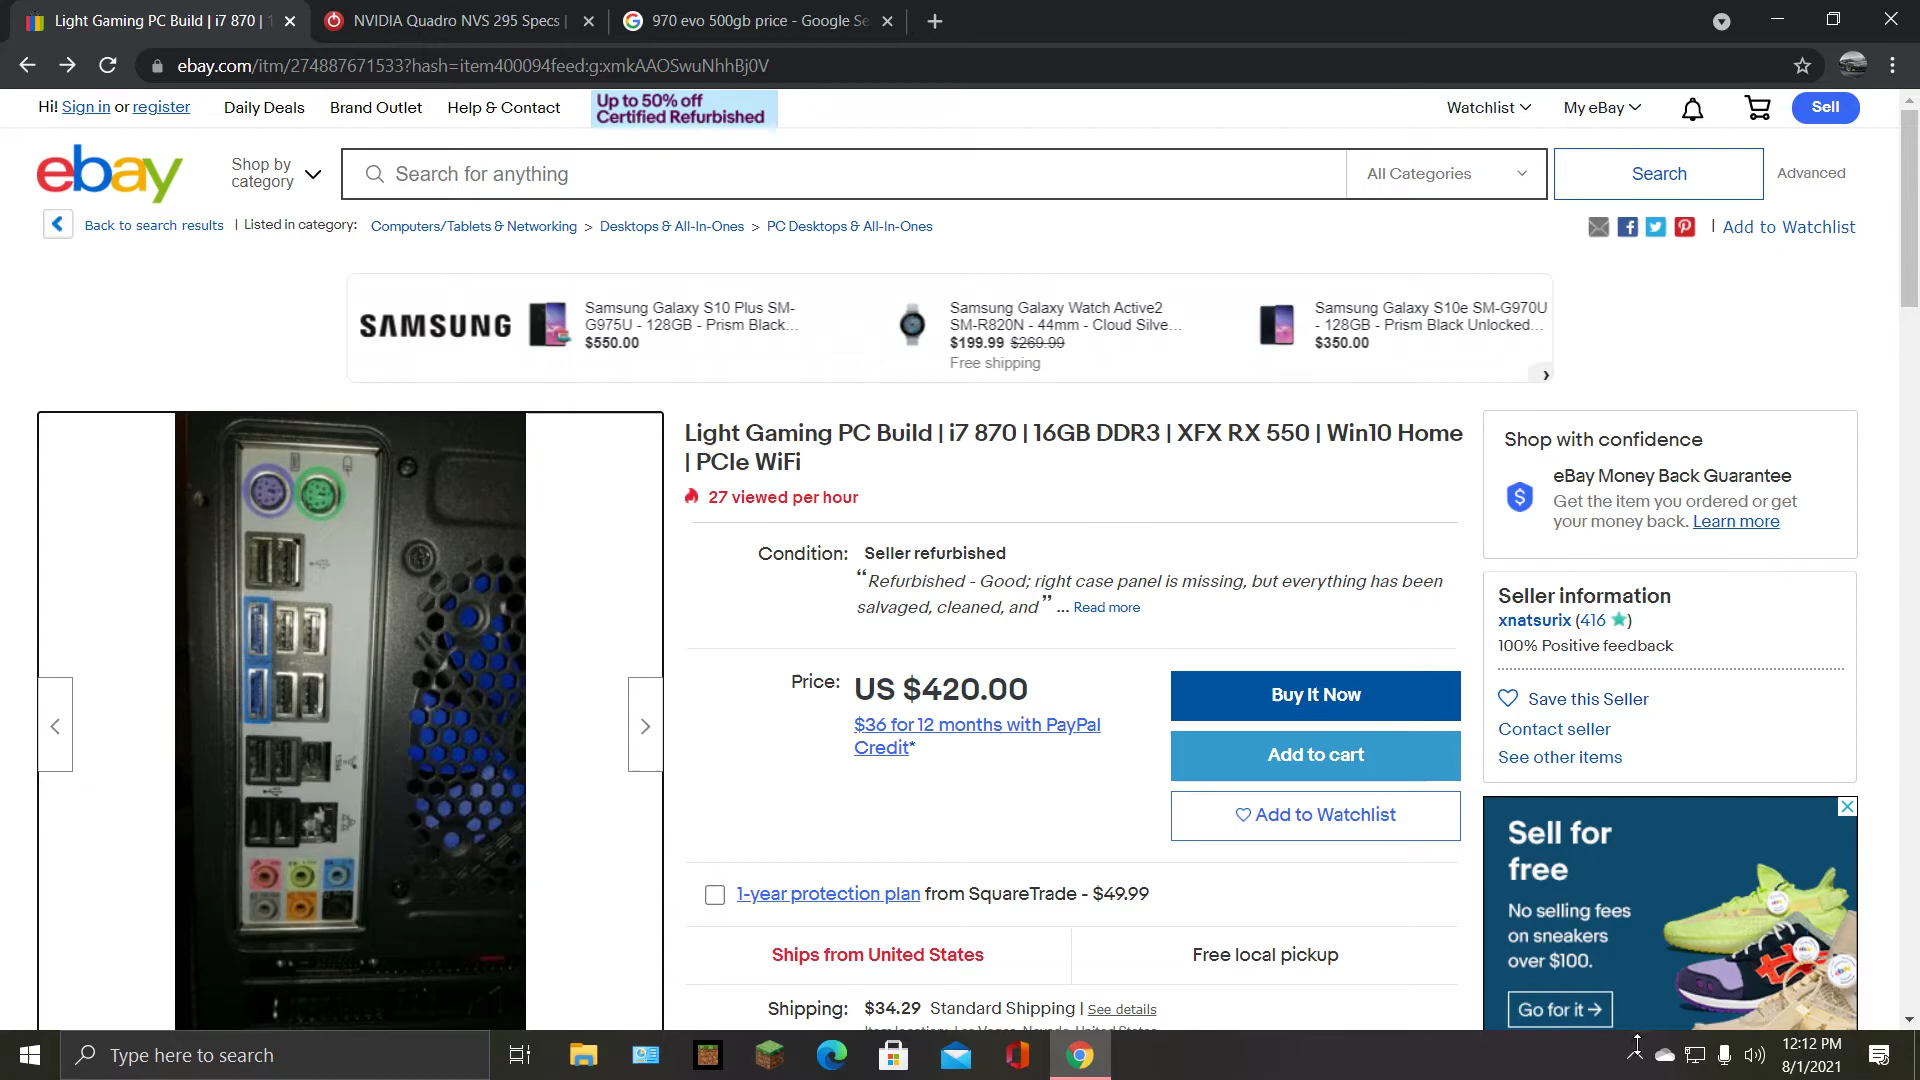 Light Gaming PC Build | i7 870 |
NVIDIA Quadro NVS 295 Specs |
970 evo 500gb price - Google Se
ebay.com/itm/274887671533?hash=item400094feed:g:xmkAAOSwuNhhBj0V
Hi! Sign in or register
Daily Deals
Brand Outlet
Help & Contact
Up to 50% off
Certified Refurbished
Watchlist
My eBay
Sell
ebay
Shop by
category
Search for anything
All Categories
Search
Advanced
Back to search results
| Listed in category:
Computers/Tablets & Networking > Desktops & All-In-Ones > PC Desktops & All-In-Ones
| Add to Watchlist
SAMSUNG
Samsung Galaxy S10 Plus SM-
G975U - 128GB - Prism Black...
$550.00
Samsung Galaxy Watch Active2
SM-R820N - 44mm - Cloud Silve...
$199.99 $269.99
Free shipping
Samsung Galaxy S10e SM-G970U
- 128GB - Prism Black Unlocked...
$350.00
Light Gaming PC Build | i7 870 | 16GB DDR3 | XFX RX 550 | Win10 Home
| PCIe WiFi
27 viewed per hour
Condition: Seller refurbished
“Refurbished - Good; right case panel is missing, but everything has been
salvaged, cleaned, and ” ... Read more
Price: US $420.00
$36 for 12 months with PayPal
Credit*
Buy It Now
Add to cart
Add to Watchlist
1-year protection plan from SquareTrade - $49.99
Ships from United States
Free local pickup
Shipping: $34.29 Standard Shipping | See details
Item location: Las Vegas, Nevada, United States
Shop with confidence
eBay Money Back Guarantee
Get the item you ordered or get
your money back. Learn more
Seller information
xnatsurix (416 )
100% Positive feedback
Save this Seller
Contact seller
See other items
Sell for
free
No selling fees
on sneakers
over $100.
Go for it →
Type here to search
12:12 PM
8/1/2021